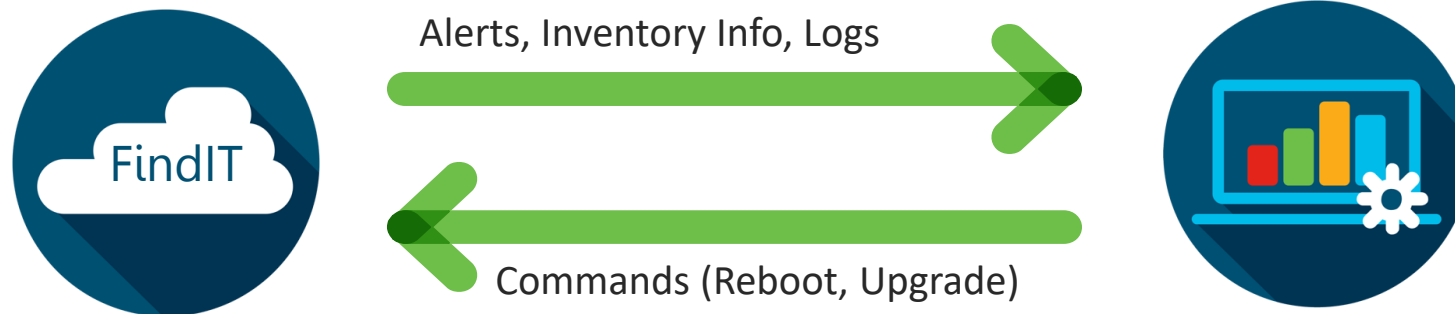 Alerts, Inventory Info, Logs
FindIT
Commands (Reboot, Upgrade)